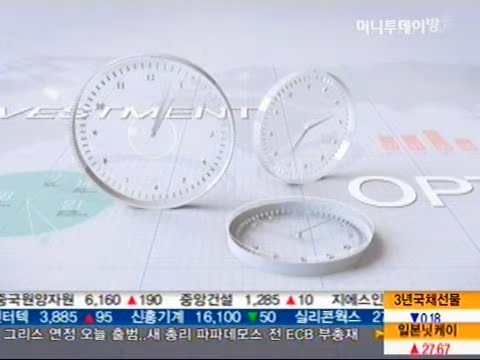 머니투데이방송
VESTMENT
OPT
중국원양자원 6,160 ▲190 중앙건설 1,285 ▲10 지에스인
3년국채선물
▼0.18
인터텍 3,885 ▲95 신흥기계 16,100 ▼50 실리콘웍스 27
일본닛케이
▲27.67
그리스 연정 오늘 출범..새 총리 파파데모스 전 ECB 부총재